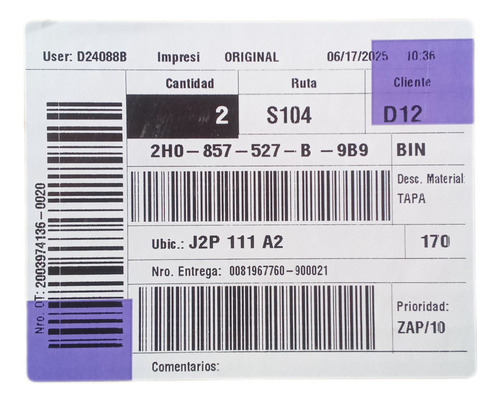 User: D24088B Impresi ORIGINAL 06/17/2025 10:36
Cantidad Ruta Cliente
2 S104 D12
2H0-857-527-B -9B9 BIN
Desc. Material:
TAPA
Ubic.: J2P 111 A2 170
Nro. Entrega: 0081967760-900021
Prioridad:
ZAP/10
Comentarios:
Nro. OT: 2003974136-0020